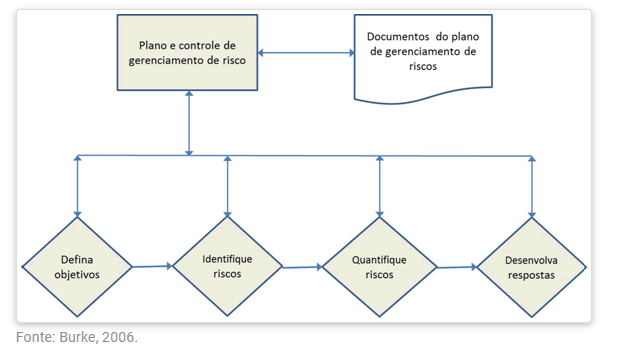 Plano e controle de
gerenciamento de risco
Documentos do plano
de gerenciamento de
riscos
Defina
objetivos
Identifique
riscos
Quantifique
riscos
Desenvolva
respostas
Fonte: Burke, 2006.